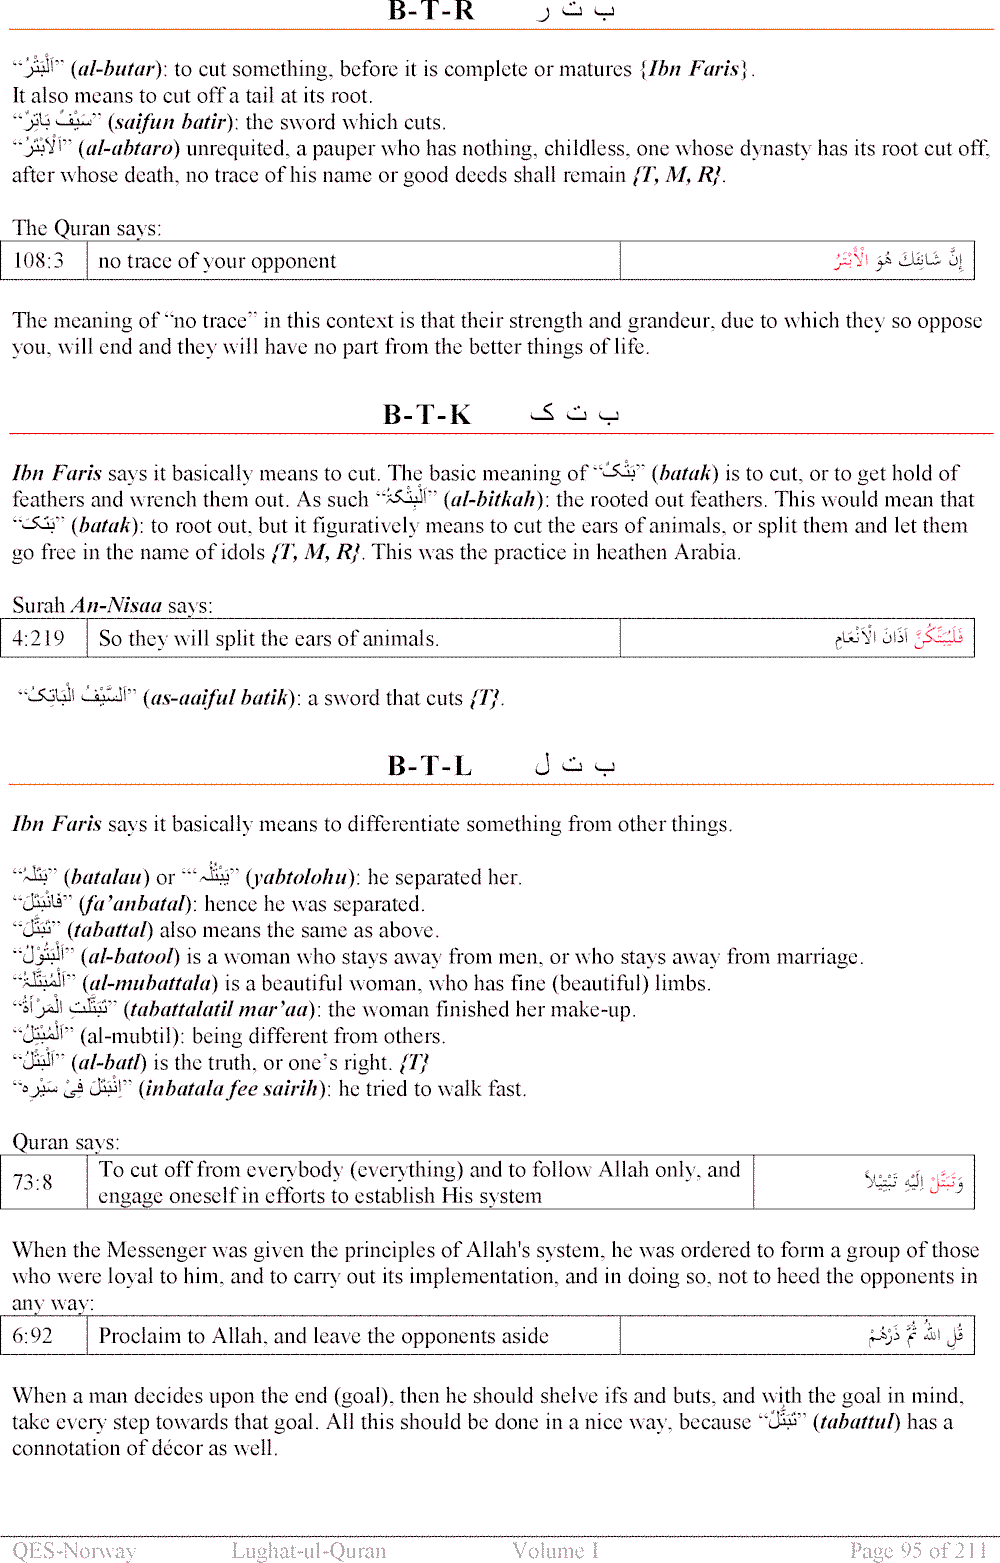 B-T-R ب ت ر
“اَلْبَتْرُ” (al-butar): to cut something, before it is complete or matures {Ibn Faris}.
It also means to cut off a tail at its root.
“سَيْفٌ بَاتِرٌ” (saifun batir): the sword which cuts.
“اَلْاَبْتَرُ” (al-abtaro) unrequited, a pauper who has nothing, childless, one whose dynasty has its root cut off,
after whose death, no trace of his name or good deeds shall remain {T, M, R}.
The Quran says:
108:3 no trace of your opponent إِنَّ شَانِئَكَ هُوَ الْأَبْتَرُ
The meaning of “no trace” in this context is that their strength and grandeur, due to which they so oppose
you, will end and they will have no part from the better things of life.
B-T-K ب ت ک
Ibn Faris says it basically means to cut. The basic meaning of “بَتْکٌ” (batak) is to cut, or to get hold of
feathers and wrench them out. As such “اَلْبِتْکَۃُ” (al-bitkah): the rooted out feathers. This would mean that
“بَتَکَ” (batak): to root out, but it figuratively means to cut the ears of animals, or split them and let them
go free in the name of idols {T, M, R}. This was the practice in heathen Arabia.
Surah An-Nisaa says:
4:219 So they will split the ears of animals. فَلَيُبَتِّكُنَّ اٰذَانَ الْاَنْعَامِ
“اَلسَّيْفُ الْبَاتِکُ” (as-aaiful batik): a sword that cuts {T}.
B-T-L ب ت ل
Ibn Faris says it basically means to differentiate something from other things.
“بَتَلَہٗ” (batalau) or “‘يَبْتُلُہٗ” (yabtolohu): he separated her.
“فَانْبَتَلَ” (fa’anbatal): hence he was separated.
“تَبَتَّلَ” (tabattal) also means the same as above.
“اَلْبَتُوْلُ” (al-batool) is a woman who stays away from men, or who stays away from marriage.
“اَلْمُبَتَّلَۃُ” (al-mubattala) is a beautiful woman, who has fine (beautiful) limbs.
“تَبَتَّلَتِ الْمَرْأَۃُ” (tabattalatil mar’aa): the woman finished her make-up.
“اَلْمُبْتِلُ” (al-mubtil): being different from others.
“اَلْبَتْلُ” (al-batl) is the truth, or one’s right. {T}
“اِنْبَتَلَ فِیْ سَيْرِہٖ” (inbatala fee sairih): he tried to walk fast.
Quran says:
73:8 To cut off from everybody (everything) and to follow Allah only, and وَتَبَتَّلْ اِلَيْهِ تَبْتِيْلاً
engage oneself in efforts to establish His system
When the Messenger was given the principles of Allah's system, he was ordered to form a group of those
who were loyal to him, and to carry out its implementation, and in doing so, not to heed the opponents in
any way:
6:92 Proclaim to Allah, and leave the opponents aside قُلِ اللّٰهُ ثُمَّ ذَرْهُمْ
When a man decides upon the end (goal), then he should shelve ifs and buts, and with the goal in mind,
take every step towards that goal. All this should be done in a nice way, because “تَبَتُّلٌ” (tabattul) has a
connotation of décor as well.
QES-Norway Lughat-ul-Quran Volume I Page 95 of 211